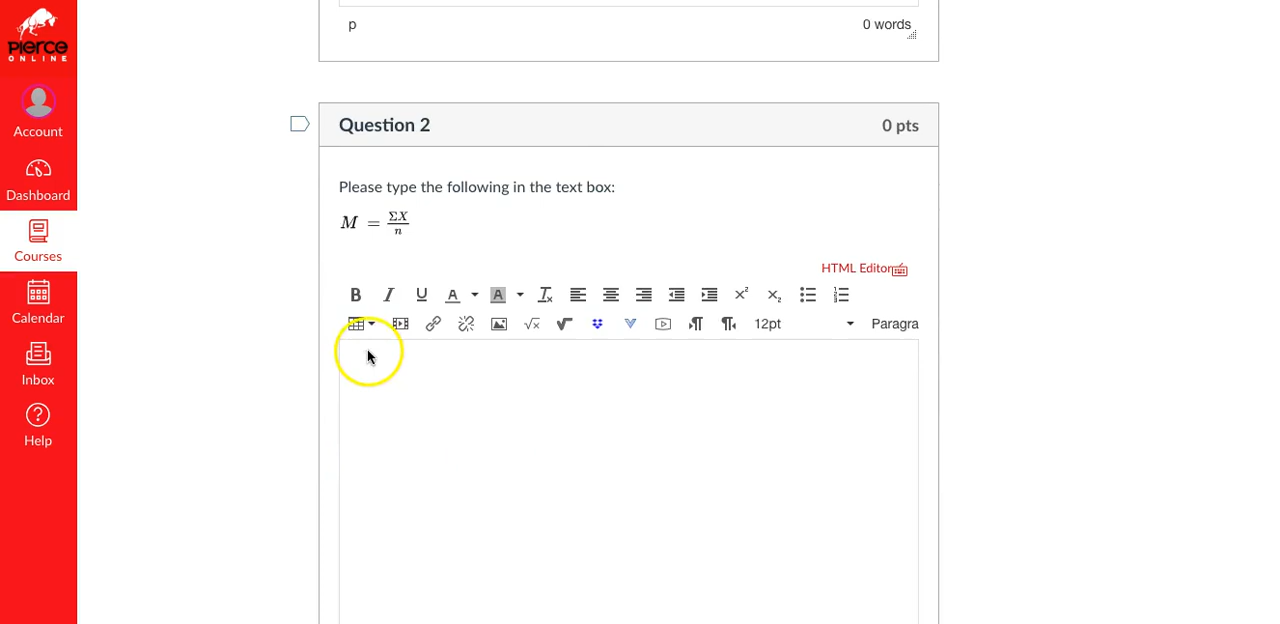 p
0 words
PIERCE
ONLINE
Account
Dashboard
Courses
Calendar
Inbox
Help
Question 2
0 pts
Please type the following in the text box:
M = ΣX/n
HTML Editor
B I U A A
12pt
Paragra